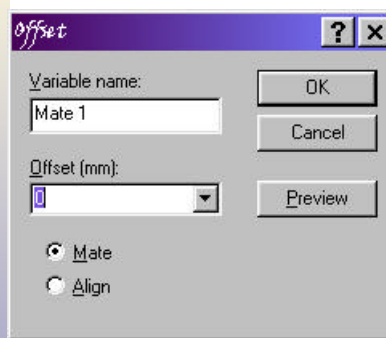 Offset
Variable name:
Mate 1
OK
Cancel
Offset (mm):
0
Preview
Mate
Align